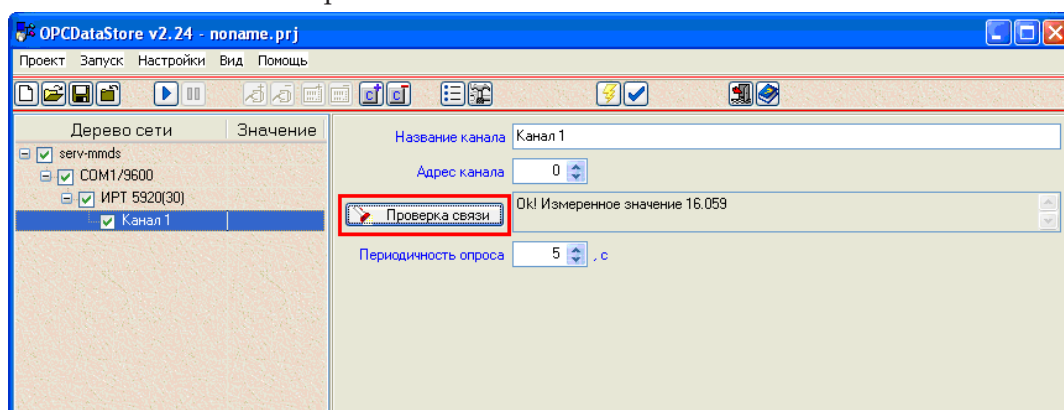 OPCDataStore v2.24 - noname.prj
Проект Запуск Настройки Вид Помощь
Дерево сети Значение
serv-mmds
COM1/9600
ИРТ 5920(30)
Канал 1
Название канала Канал 1
Адрес канала 0
Проверка связи Ok! Измеренное значение 16.059
Периодичность опроса 5 , с